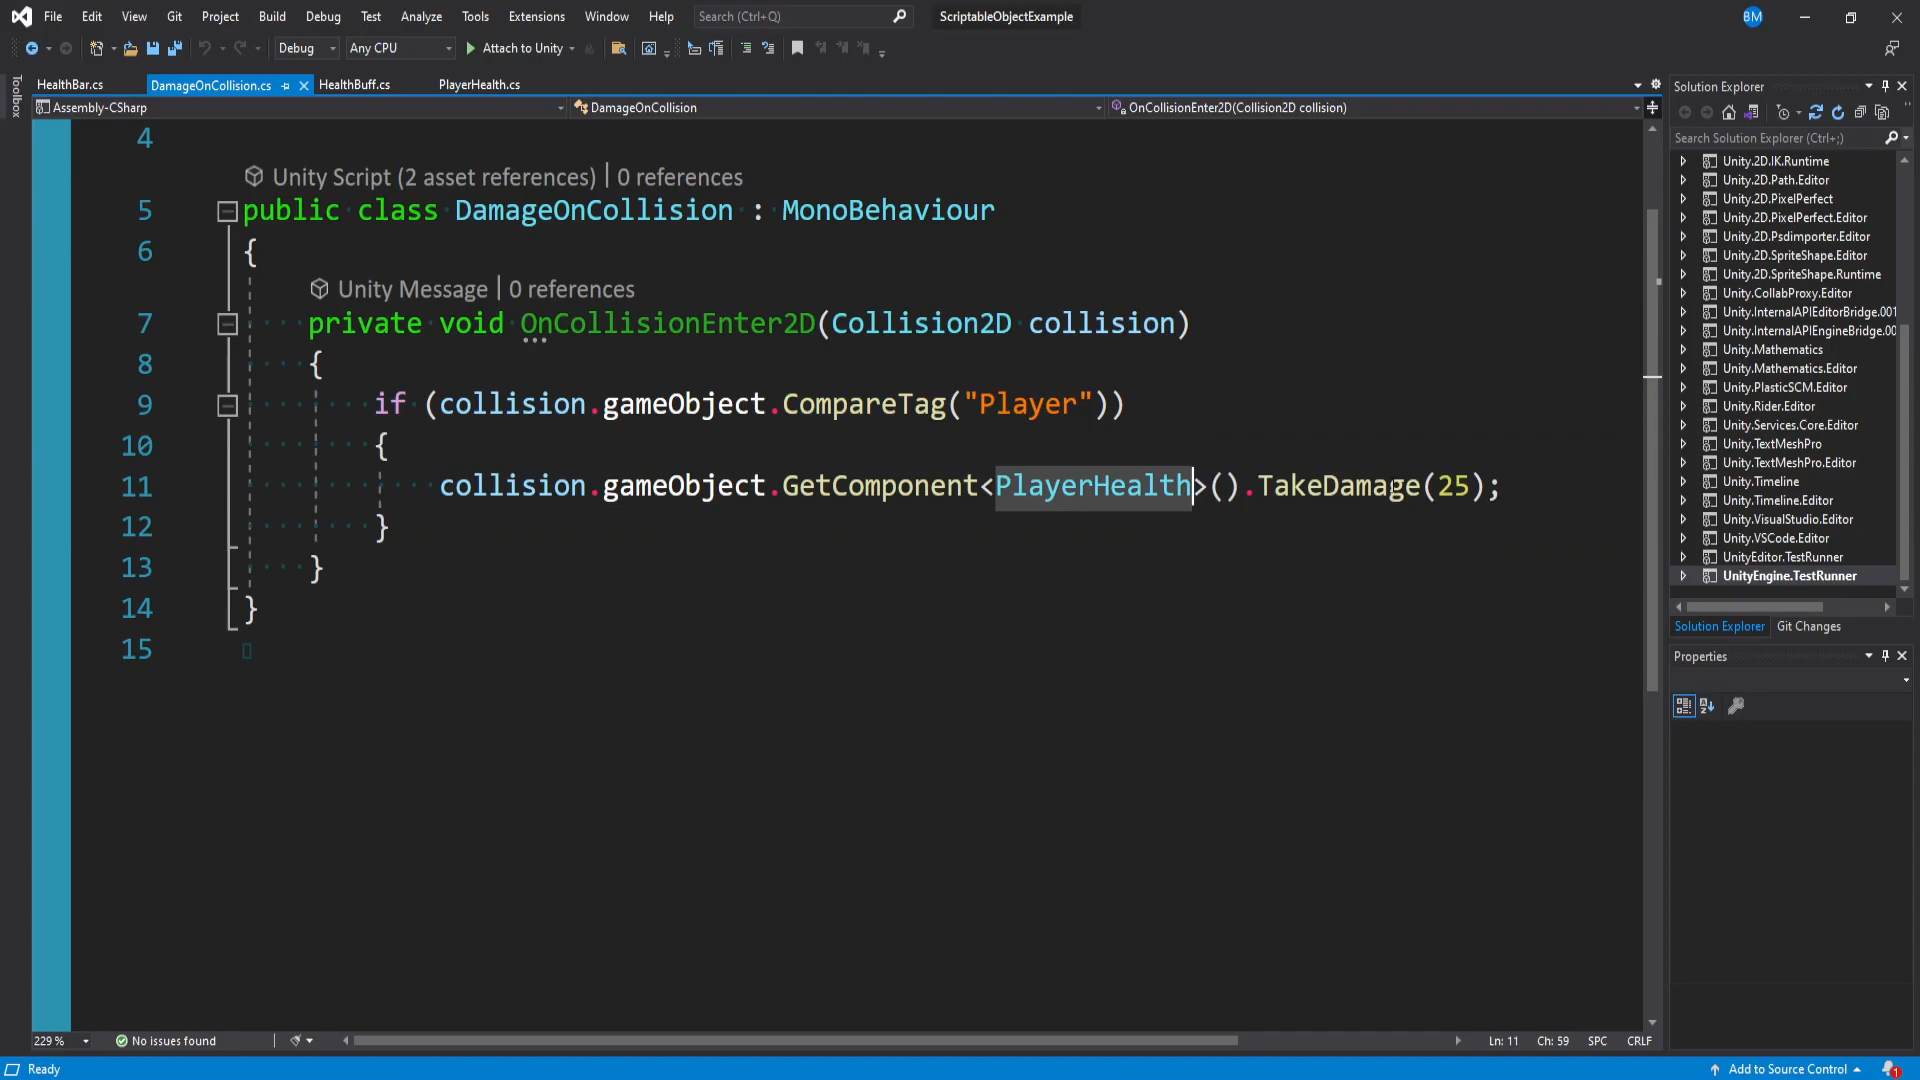 File Edit View Git Project Build Debug Test Analyze Tools Extensions Window Help Search (Ctrl+Q) ScriptableObjectExample BM
Debug Any CPU Attach to Unity
Toolbox
HealthBar.cs DamageOnCollision.cs HealthBuff.cs PlayerHealth.cs
Assembly-CSharp DamageOnCollision OnCollisionEnter2D(Collision2D collision)
4
Unity Script (2 asset references) | 0 references
5 public class DamageOnCollision : MonoBehaviour
6 {
Unity Message | 0 references
7 private void OnCollisionEnter2D(Collision2D collision)
8 {
9 if (collision.gameObject.CompareTag("Player"))
10 {
11 collision.gameObject.GetComponent<PlayerHealth>().TakeDamage(25);
12 }
13 }
14 }
15
Solution Explorer
Search Solution Explorer (Ctrl+;)
Unity.2D.IK.Runtime
Unity.2D.Path.Editor
Unity.2D.PixelPerfect
Unity.2D.PixelPerfect.Editor
Unity.2D.Psdimporter.Editor
Unity.2D.SpriteShape.Editor
Unity.2D.SpriteShape.Runtime
Unity.CollabProxy.Editor
Unity.InternalAPIEditorBridge.001
Unity.InternalAPIEngineBridge.00
Unity.Mathematics
Unity.Mathematics.Editor
Unity.PlasticSCM.Editor
Unity.Rider.Editor
Unity.Services.Core.Editor
Unity.TextMeshPro
Unity.TextMeshPro.Editor
Unity.Timeline
Unity.Timeline.Editor
Unity.VisualStudio.Editor
Unity.VSCode.Editor
UnityEditor.TestRunner
UnityEngine.TestRunner
Solution Explorer Git Changes
Properties
229 % No issues found Ln: 11 Ch: 59 SPC CRLF
Ready Add to Source Control 1